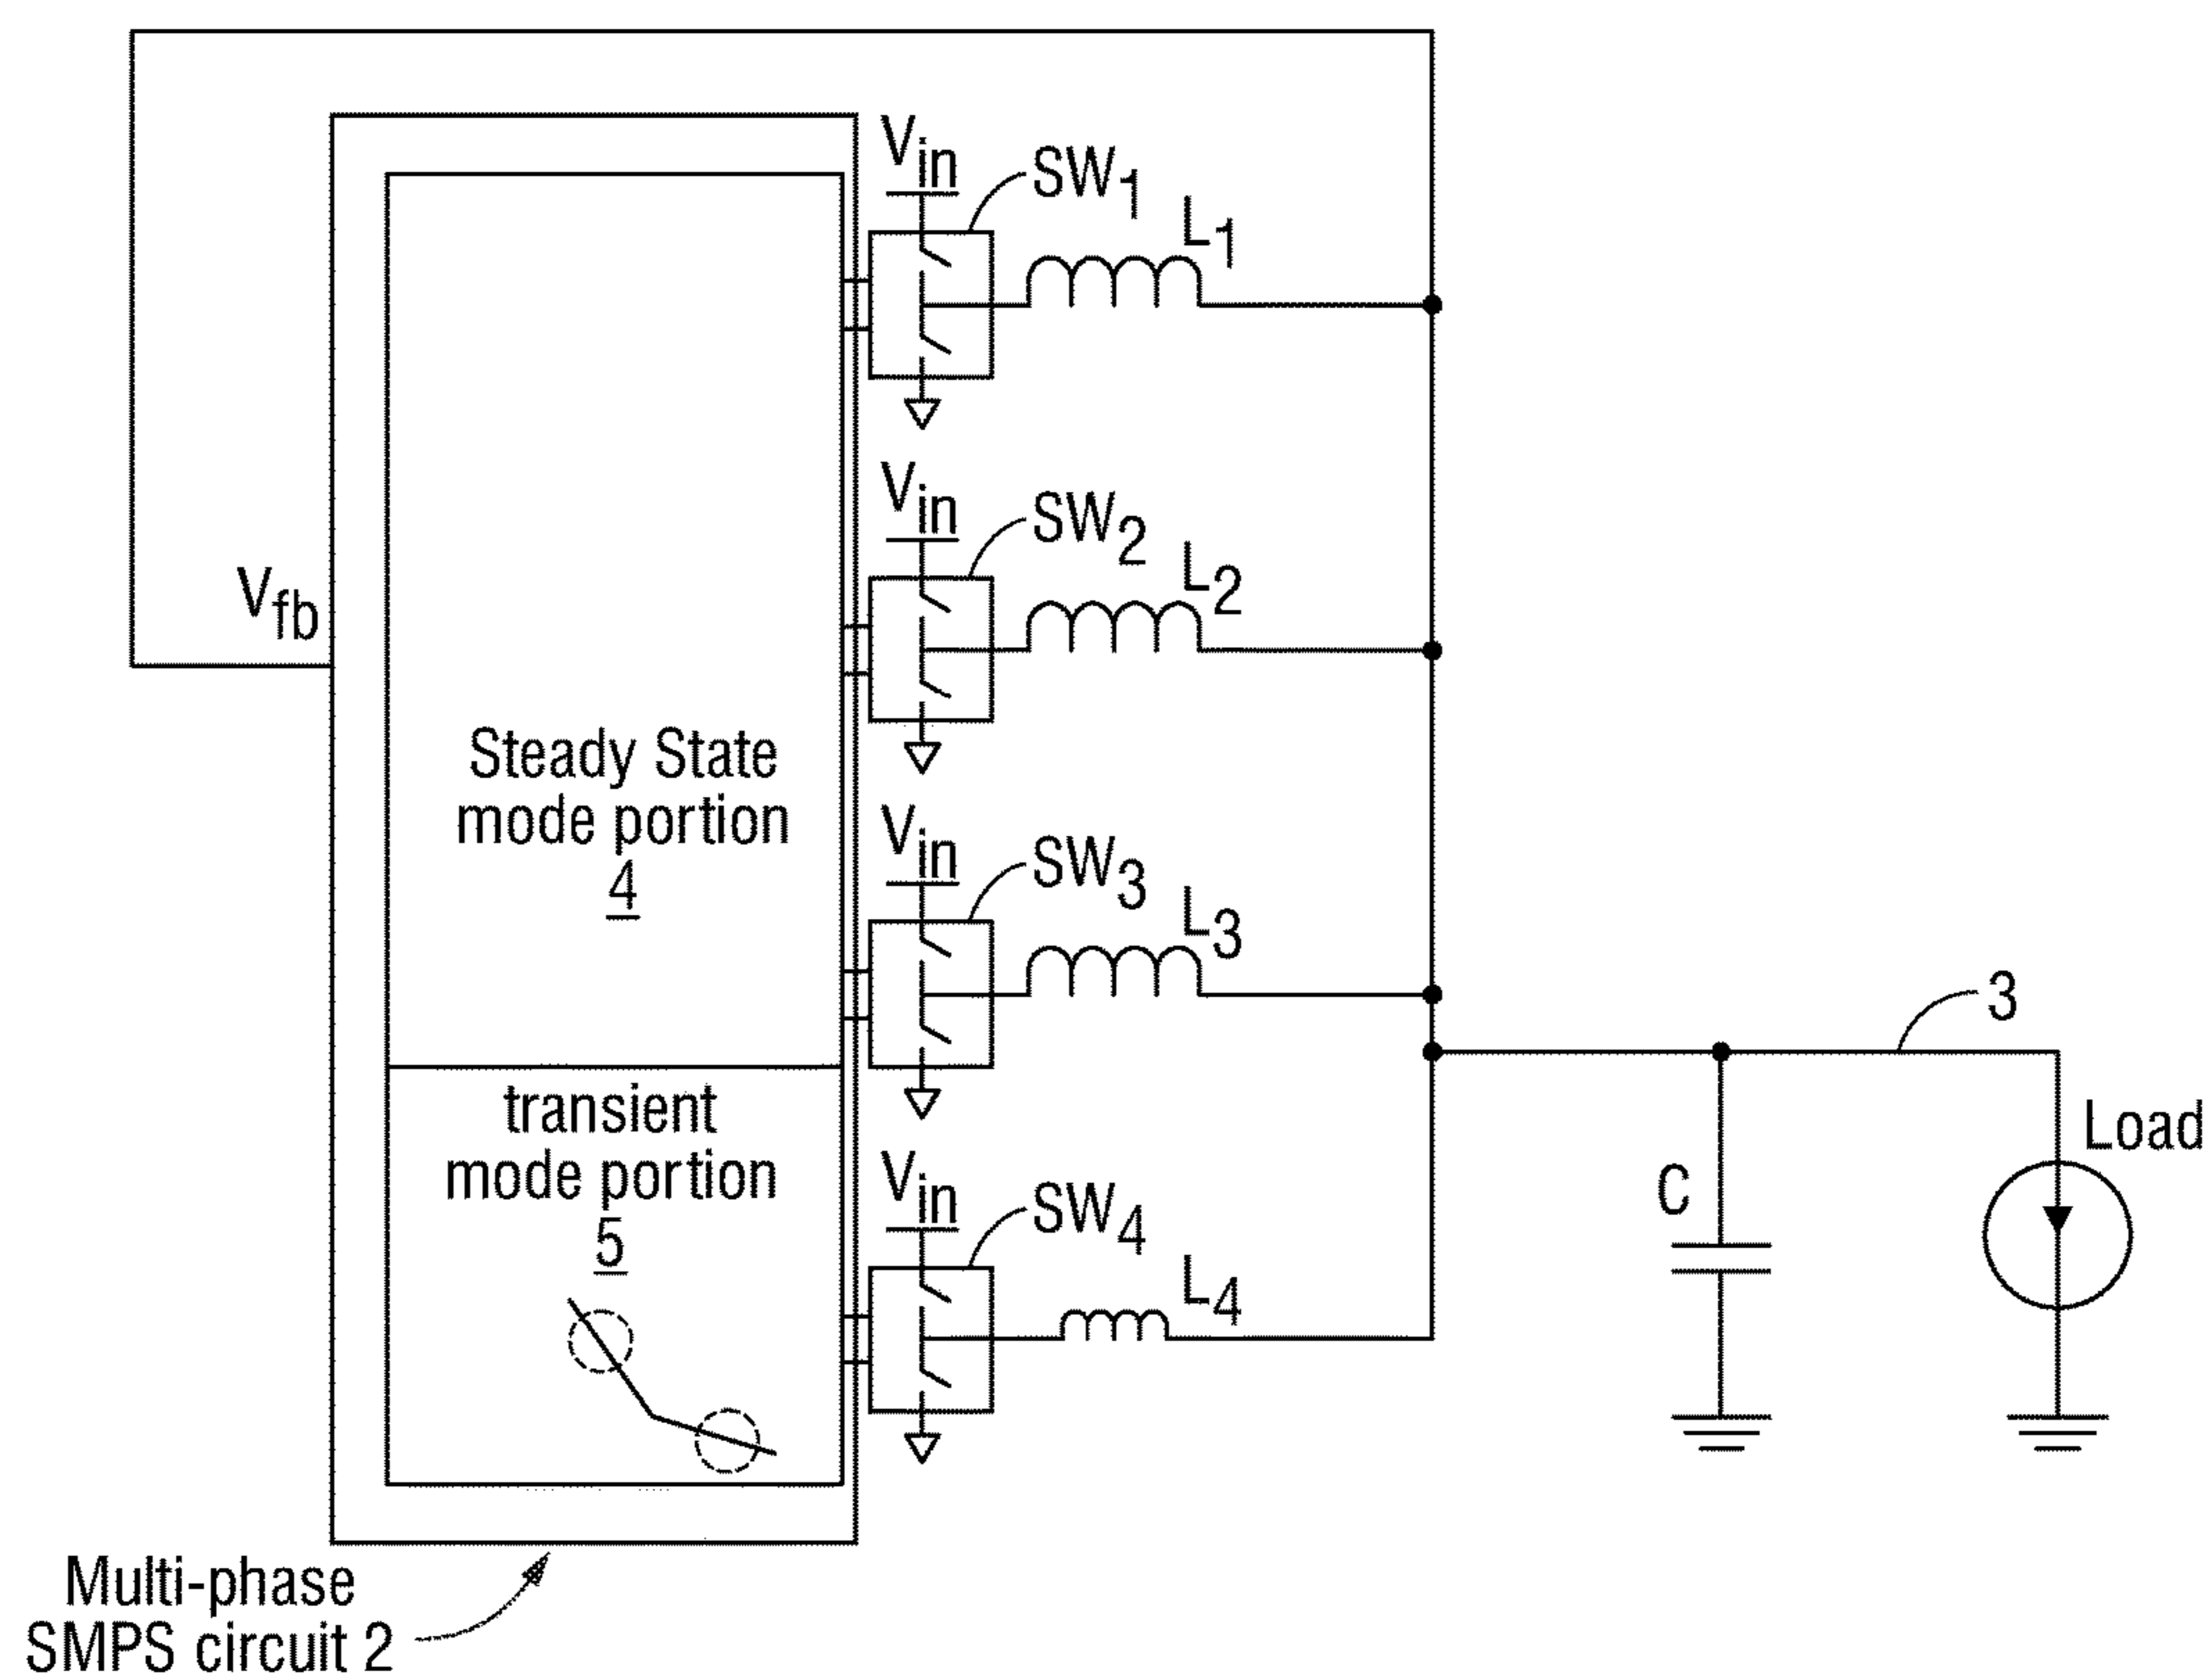 Vin
SW1
L1
Vin
SW2
L2
Vfb
Steady State
mode portion
4
Vin
SW3
L3
3
transient
mode portion
5
Vin
SW4
L4
C
Load
Multi-phase
SMPS circuit 2